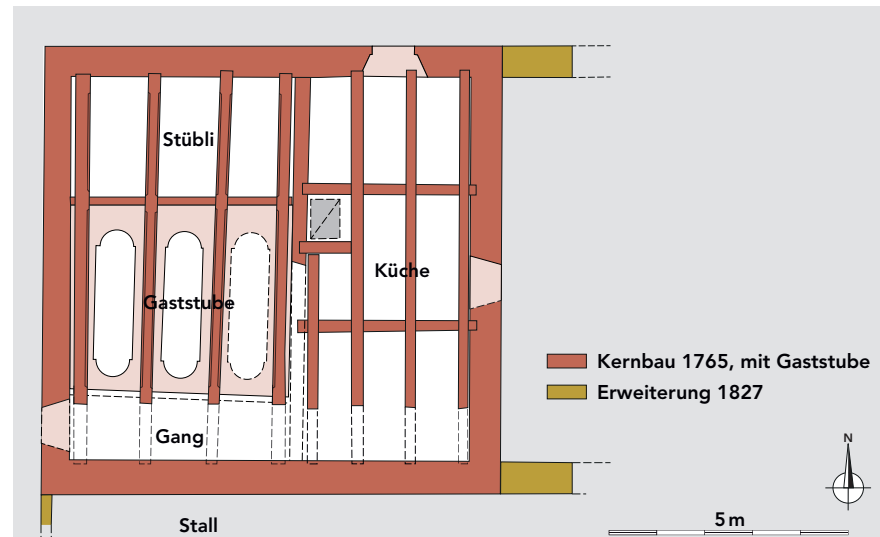 Stübli
Küche
Gaststube
Kernbau 1765, mit Gaststube
Erweiterung 1827
Gang
N
Stall
5 m